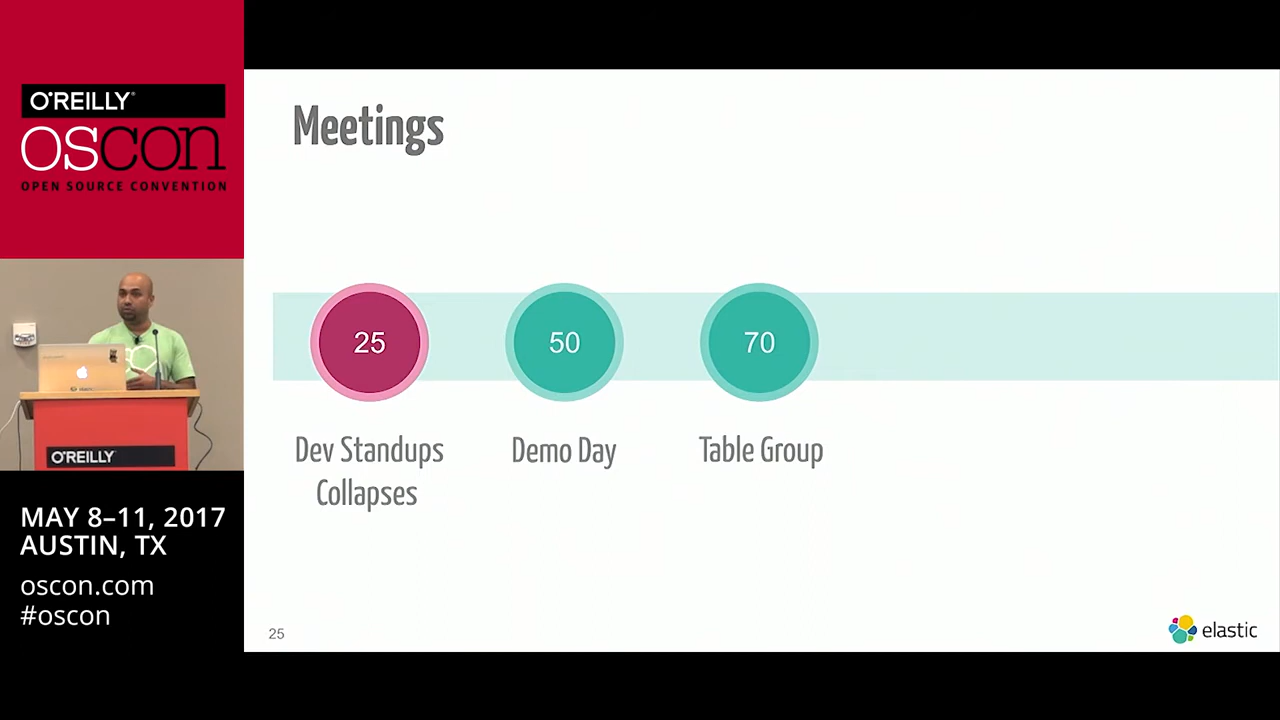 O'REILLY®
OSCON
OPEN SOURCE CONVENTION
O'REILLY
MAY 8–11, 2017
AUSTIN, TX
oscon.com
#oscon
Meetings
25
50
70
Dev Standups
Collapses
Demo Day
Table Group
25
elastic